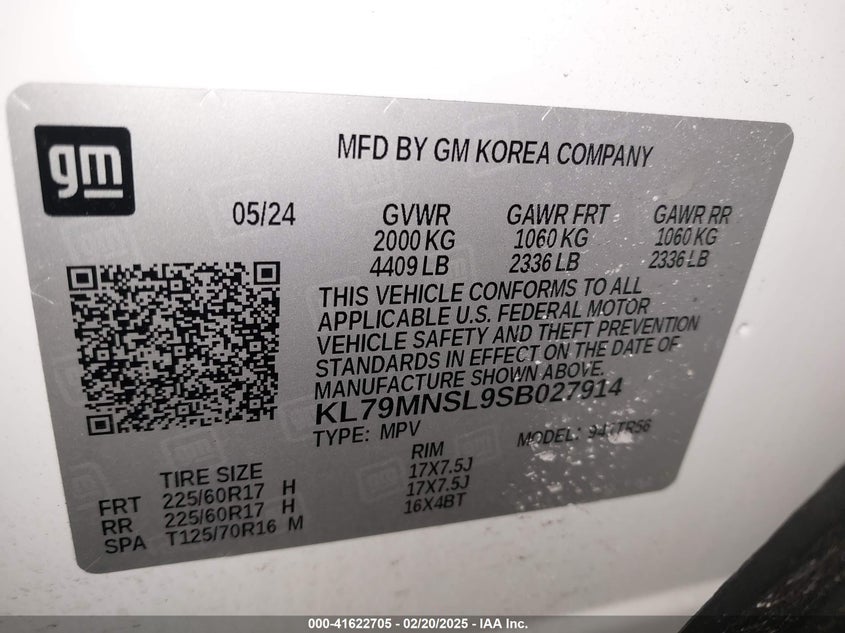 gm
MFD BY GM KOREA COMPANY
05/24 GVWR GAWR FRT GAWR RR
2000 KG 1060 KG 1060 KG
4409 LB 2336 LB 2336 LB
THIS VEHICLE CONFORMS TO ALL
APPLICABLE U.S. FEDERAL MOTOR
VEHICLE SAFETY AND THEFT PREVENTION
STANDARDS IN EFFECT ON THE DATE OF
MANUFACTURE SHOWN ABOVE.
KL79MNSL9SB027914
TYPE: MPV MODEL:
TIRE SIZE RIM
FRT 225/60R17 H 17X7.5J
RR 225/60R17 H 17X7.5J
SPA T125/70R16 M 16X4BT
000-41622705 - 02/20/2025 - IAA Inc.